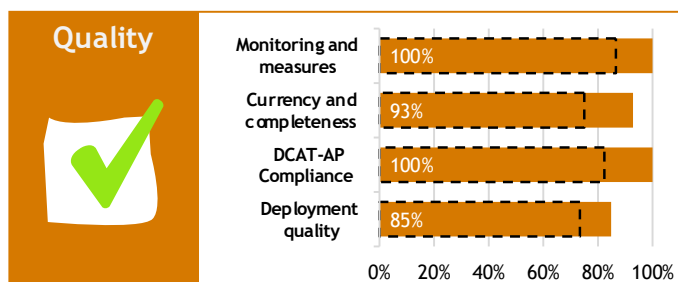 Quality
Monitoring and
measures
100%
Currency and
completeness
93%
DCAT-AP
Compliance
100%
Deployment
quality
85%
0% 20% 40% 60% 80% 100%